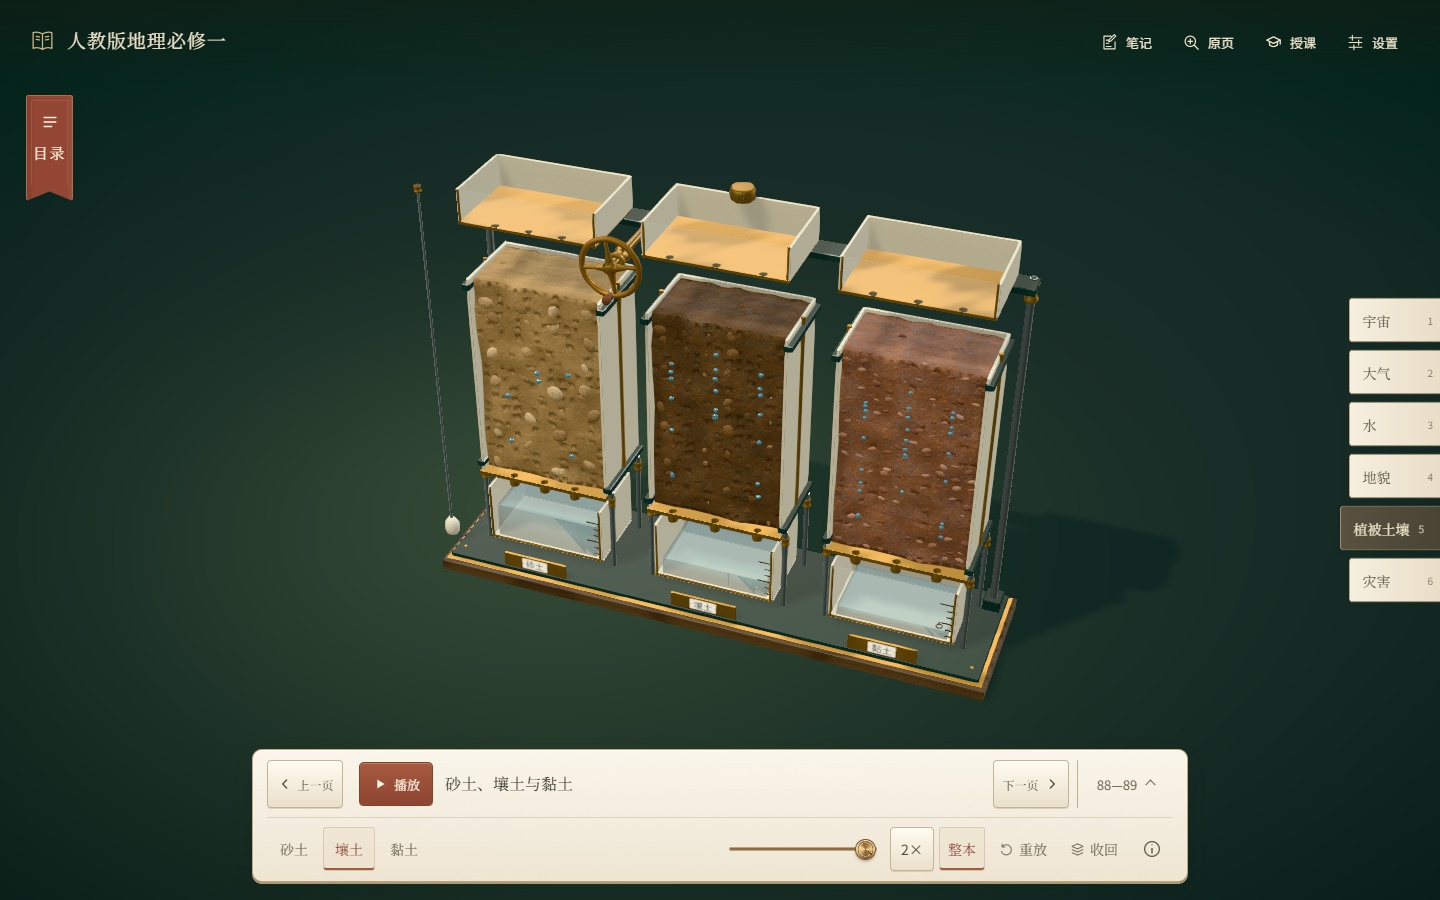 人教版地理必修一
笔记
原页
授课
设置
目录
宇宙 1
大气 2
水 3
地貌 4
植被土壤 5
灾害 6
砂土
壤土
黏土
上一页
播放
砂土、壤土与黏土
下一页
88—89
砂土
壤土
黏土
2×
整本
重放
收回